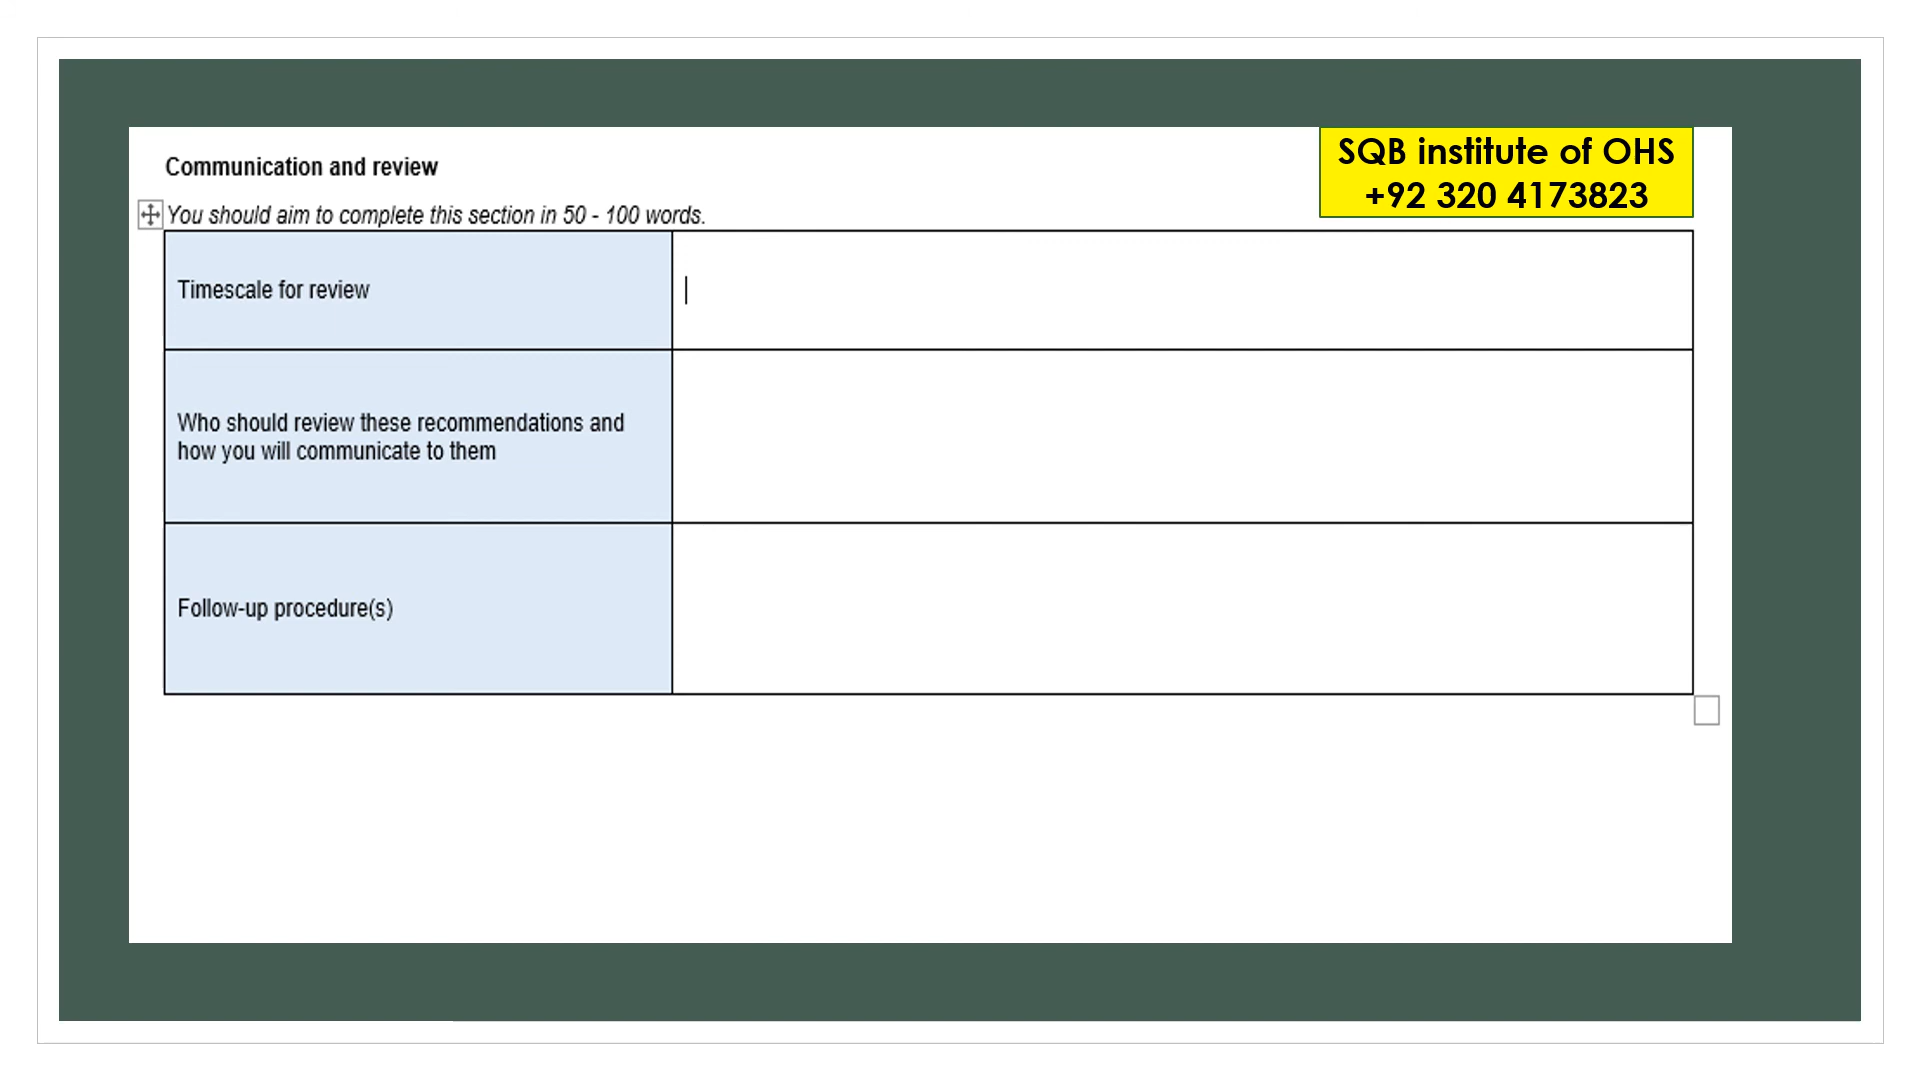 SQB institute of OHS
+92 320 4173823
Communication and review
You should aim to complete this section in 50 - 100 words.
Timescale for review
Who should review these recommendations and
how you will communicate to them
Follow-up procedure(s)